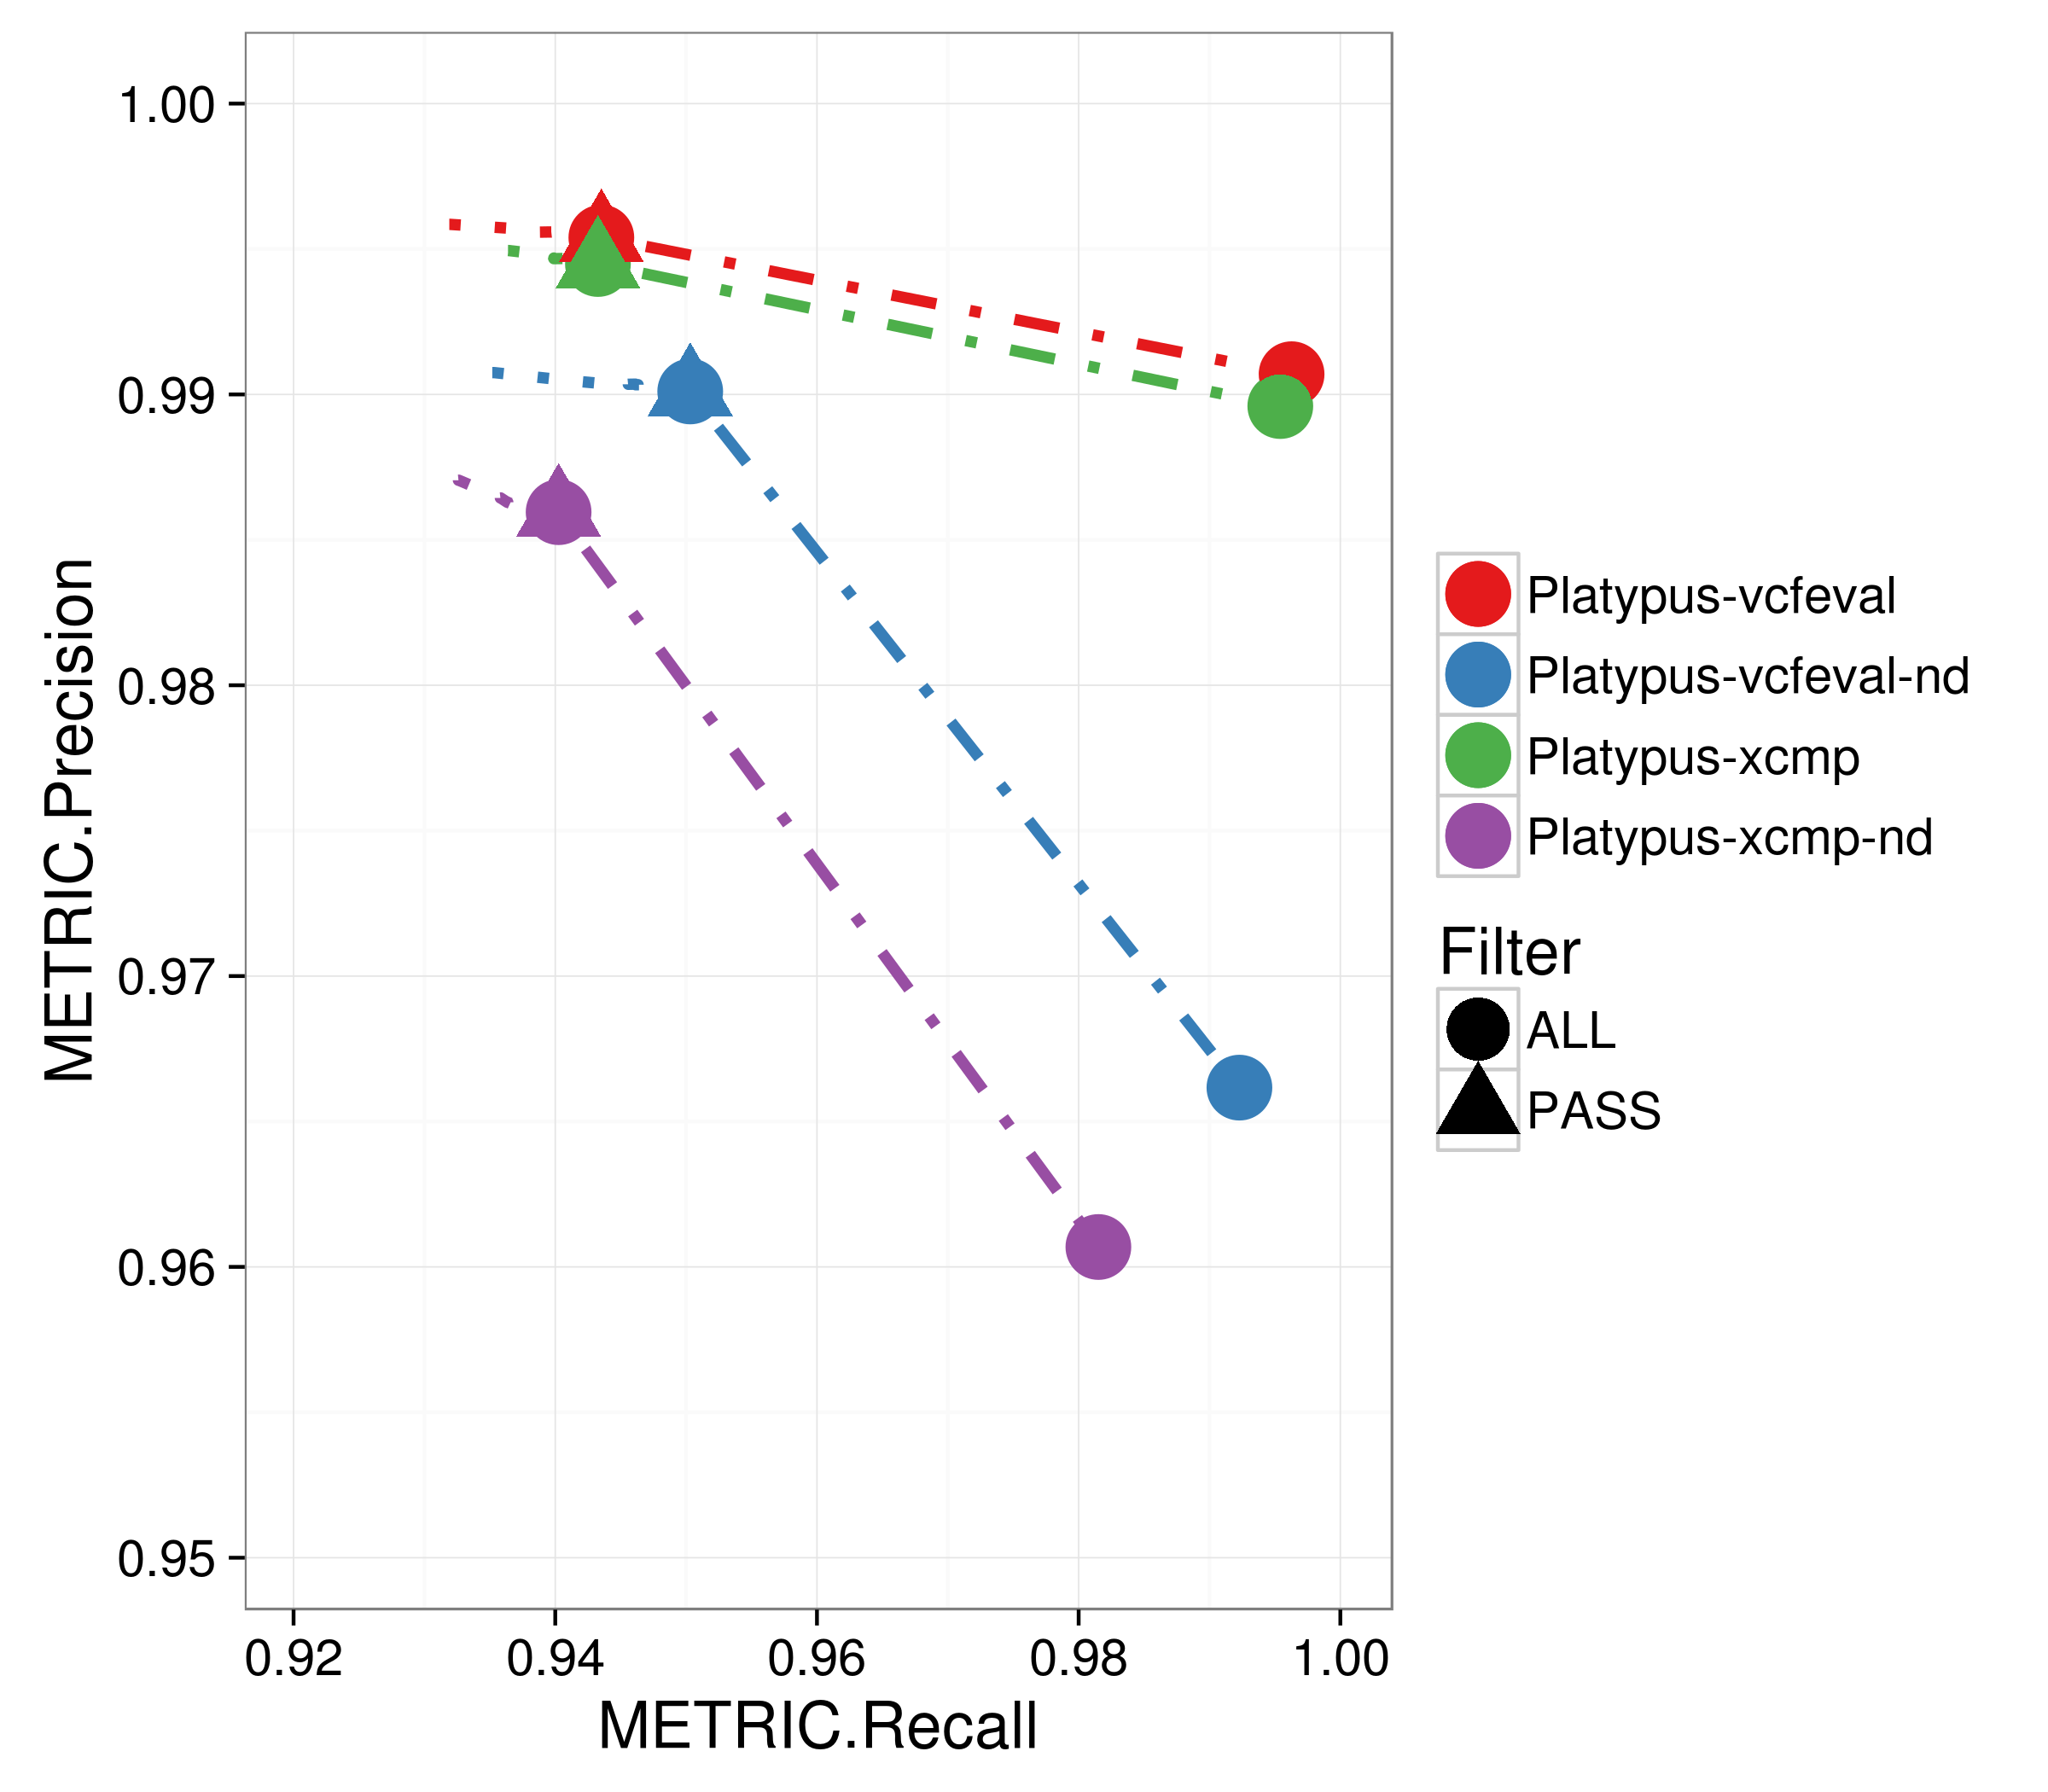 METRIC.Precision
1.00
0.99
0.98
0.97
0.96
0.95
0.92 0.94 0.96 0.98 1.00
METRIC.Recall
Platypus-vcfeval
Platypus-vcfeval-nd
Platypus-xcmp
Platypus-xcmp-nd
Filter
ALL
PASS